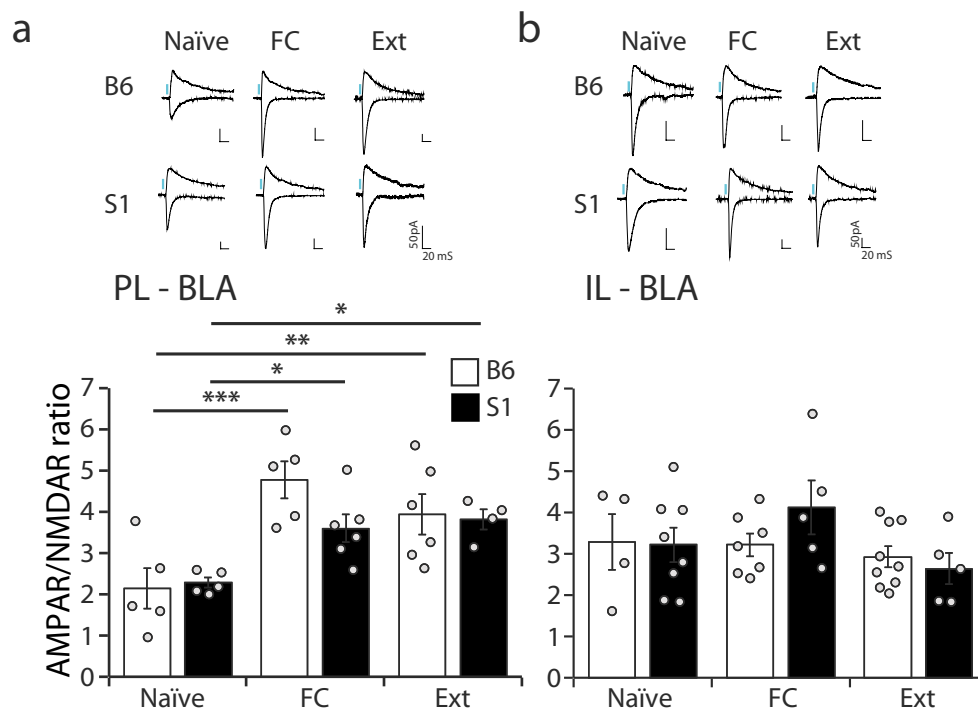 a
Naïve FC Ext
B6
S1
50pA
20 mS
PL - BLA
*
**
*
***
B6
S1
AMPAR/NMDAR ratio
7
6
5
4
3
2
1
0
Naïve FC Ext
b
Naïve FC Ext
B6
S1
50pA
20 mS
IL - BLA
7
6
5
4
3
2
1
0
Naïve FC Ext